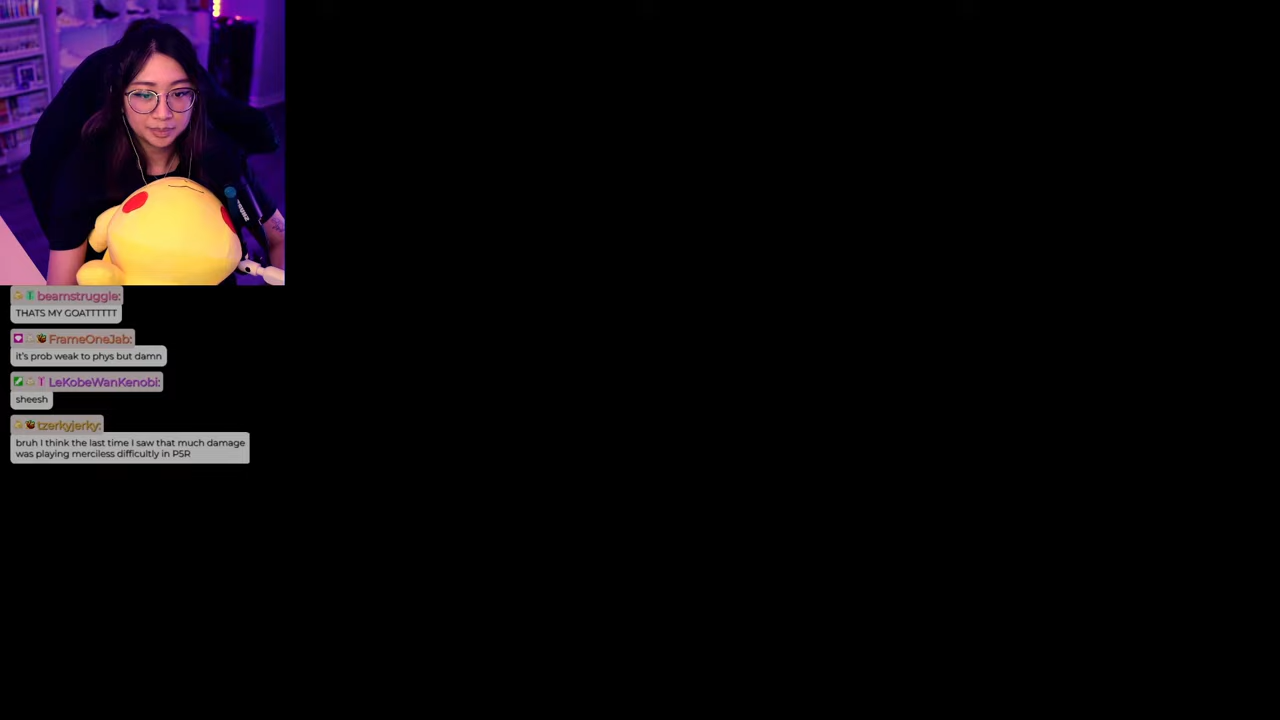 bearnstruggle:
THATS MY GOATTTTTT
FrameOneJab:
it's prob weak to phys but damn
LeKobeWanKenobi:
sheesh
tzerkyjerky:
bruh I think the last time I saw that much damage
was playing merciless difficultly in P5R